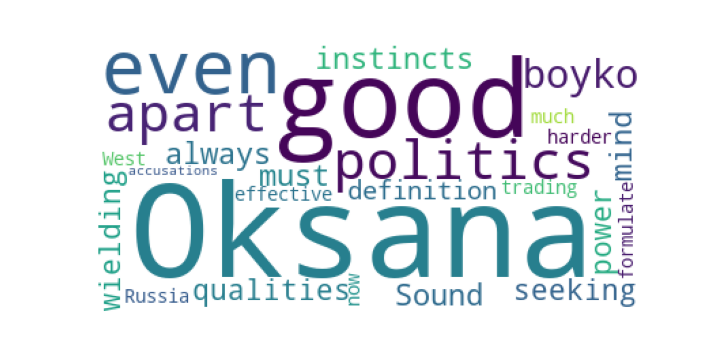 even
good
instincts
boyko
apart
politics
much
harder
mind
West
always
accusations
must
wielding
effective
definition
trading
formulate
Oksana
power
Russia
qualities
now
Sound
seeking